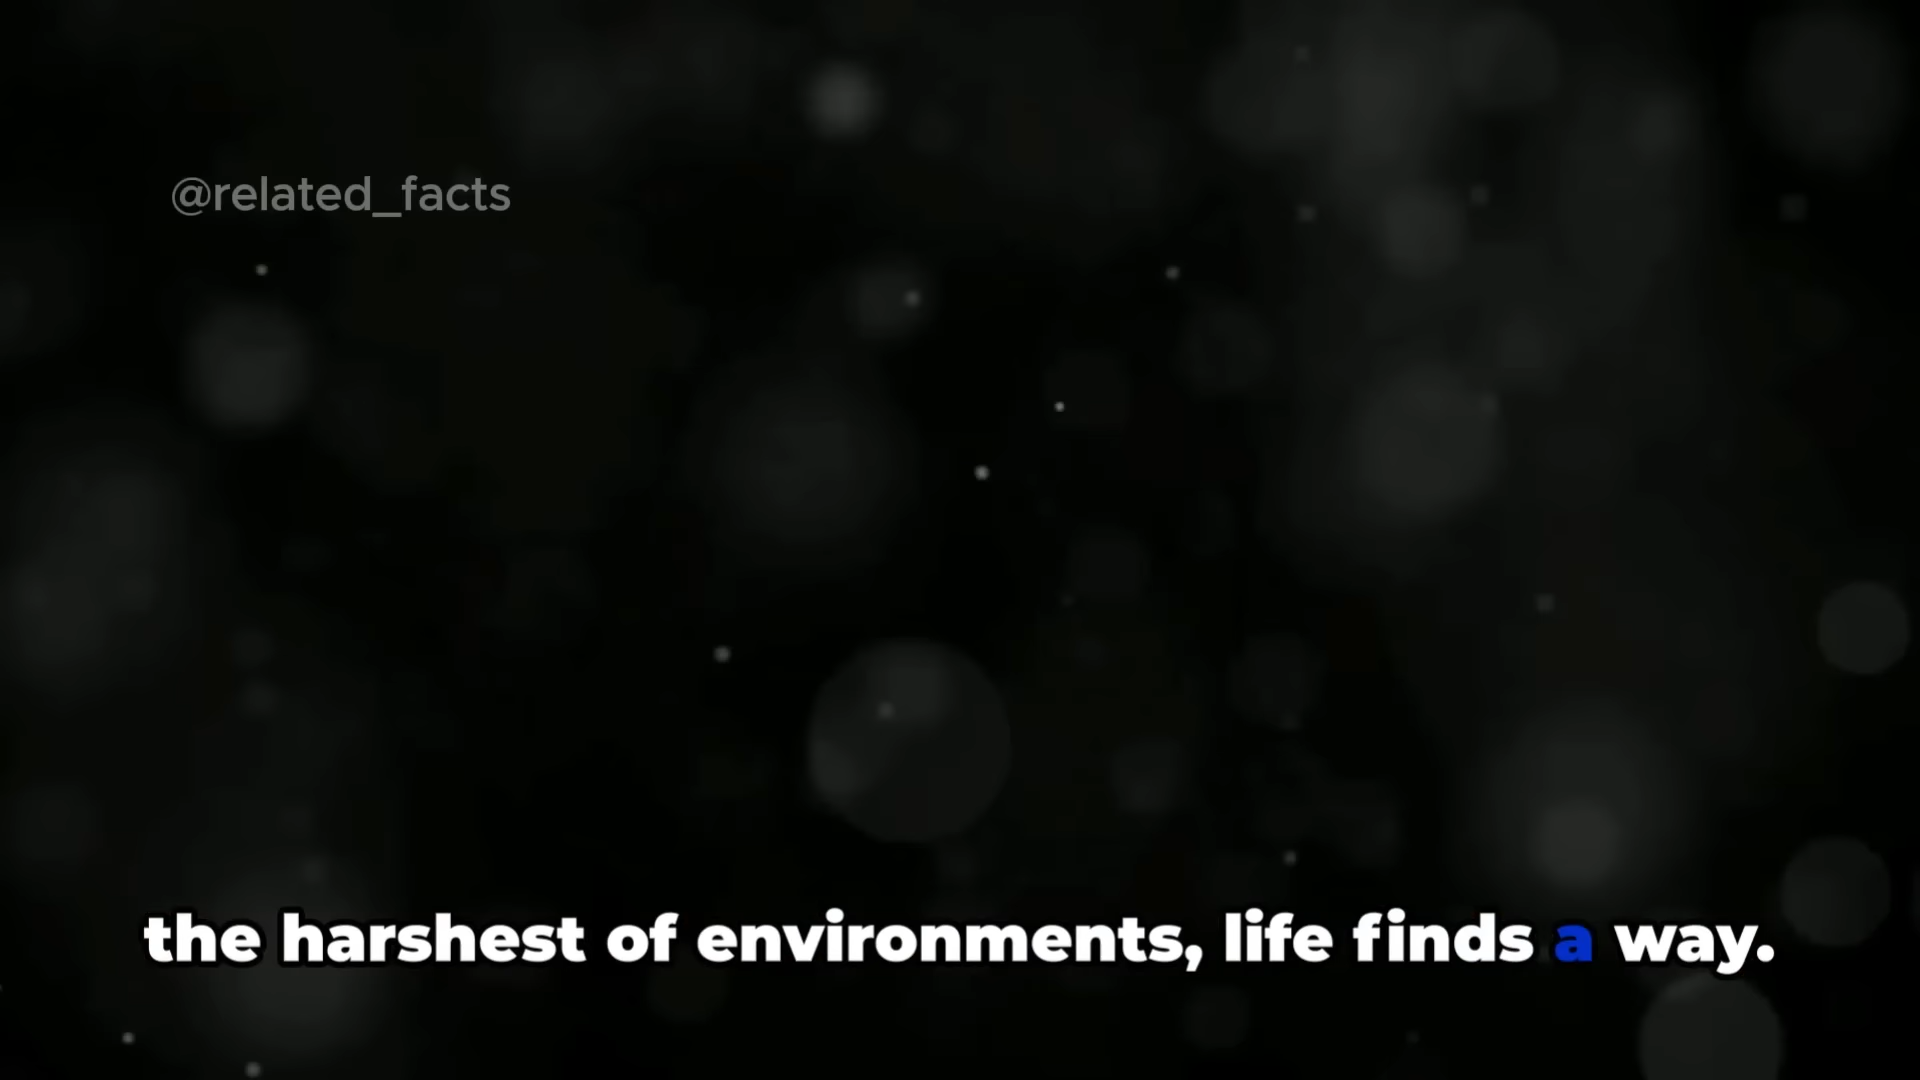 @related_facts
the harshest of environments, life finds a way.